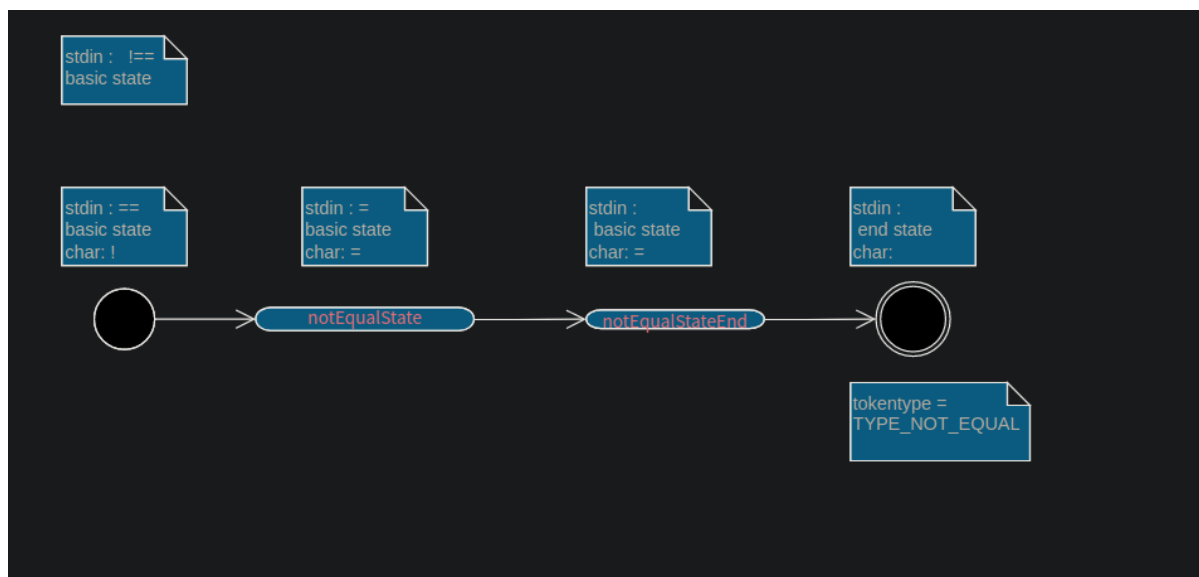 stdin :   !==
basic state
stdin : ==
basic state
char: !
stdin : =
basic state
char: =
stdin :
basic state
char: =
stdin :
end state
char:
notEqualState
notEqualStateEnd
tokentype =
TYPE_NOT_EQUAL